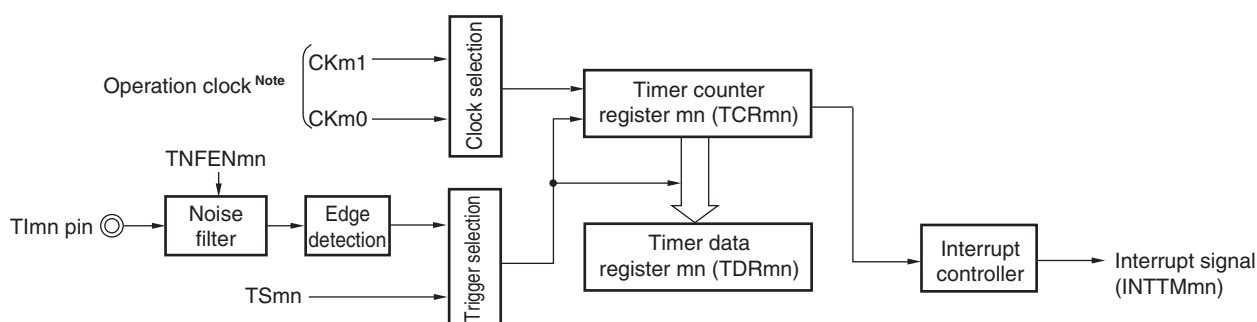 Operation clock Note
CKm1
CKm0
Clock selection
Timer counter
register mn (TCRmn)
TNFENmn
TImn pin
Noise
filter
Edge
detection
TSmn
Trigger selection
Timer data
register mn (TDRmn)
Interrupt
controller
Interrupt signal
(INTTMmn)